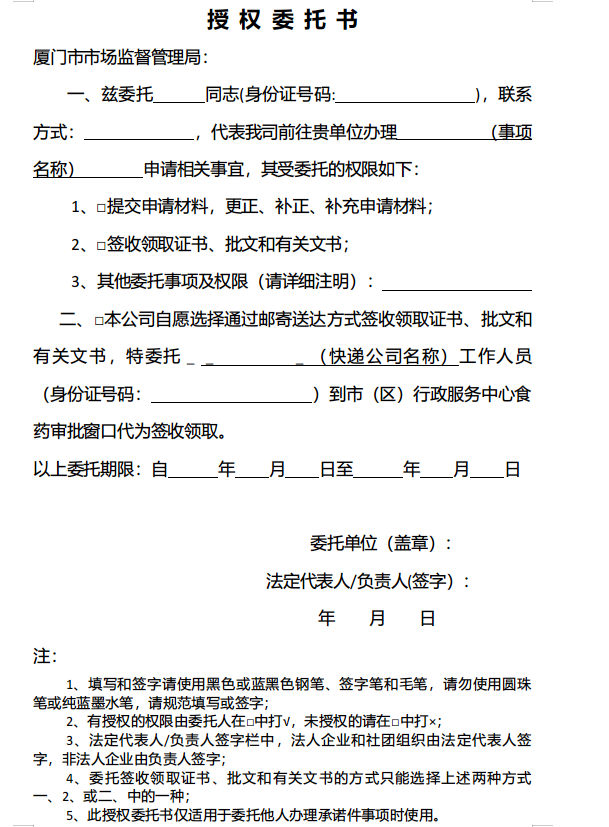 授 权 委 托 书
厦门市市场监督管理局：
一、兹委托______同志(身份证号码:________________)，联系
方式：_____________，代表我司前往贵单位办理___________（事项
名称）________申请相关事宜，其受委托的权限如下：
1、□提交申请材料，更正、补正、补充申请材料；
2、□签收领取证书、批文和有关文书；
3、其他委托事项及权限（请详细注明）：_________________
二、□本公司自愿选择通过邮寄送达方式签收领取证书、批文和
有关文书，特委托 _ _ _ （快递公司名称）工作人员
（身份证号码：___________________）到市（区）行政服务中心食
药审批窗口代为签收领取。
以上委托期限：自______年____月____日至______年____月____日
委托单位（盖章）：
法定代表人/负责人(签字）：
年 月 日
注：
1、填写和签字请使用黑色或蓝黑色钢笔、签字笔和毛笔，请勿使用圆珠
笔或纯蓝墨水笔，请规范填写或签字；
2、有授权的权限由委托人在□中打√，未授权的请在□中打×；
3、法定代表人/负责人签字栏中，法人企业和社团组织由法定代表人签
字，非法人企业由负责人签字；
4、委托签收领取证书、批文和有关文书的方式只能选择上述两种方式
一、2、或二、中的一种；
5、此授权委托书仅适用于委托他人办理承诺件事项时使用。